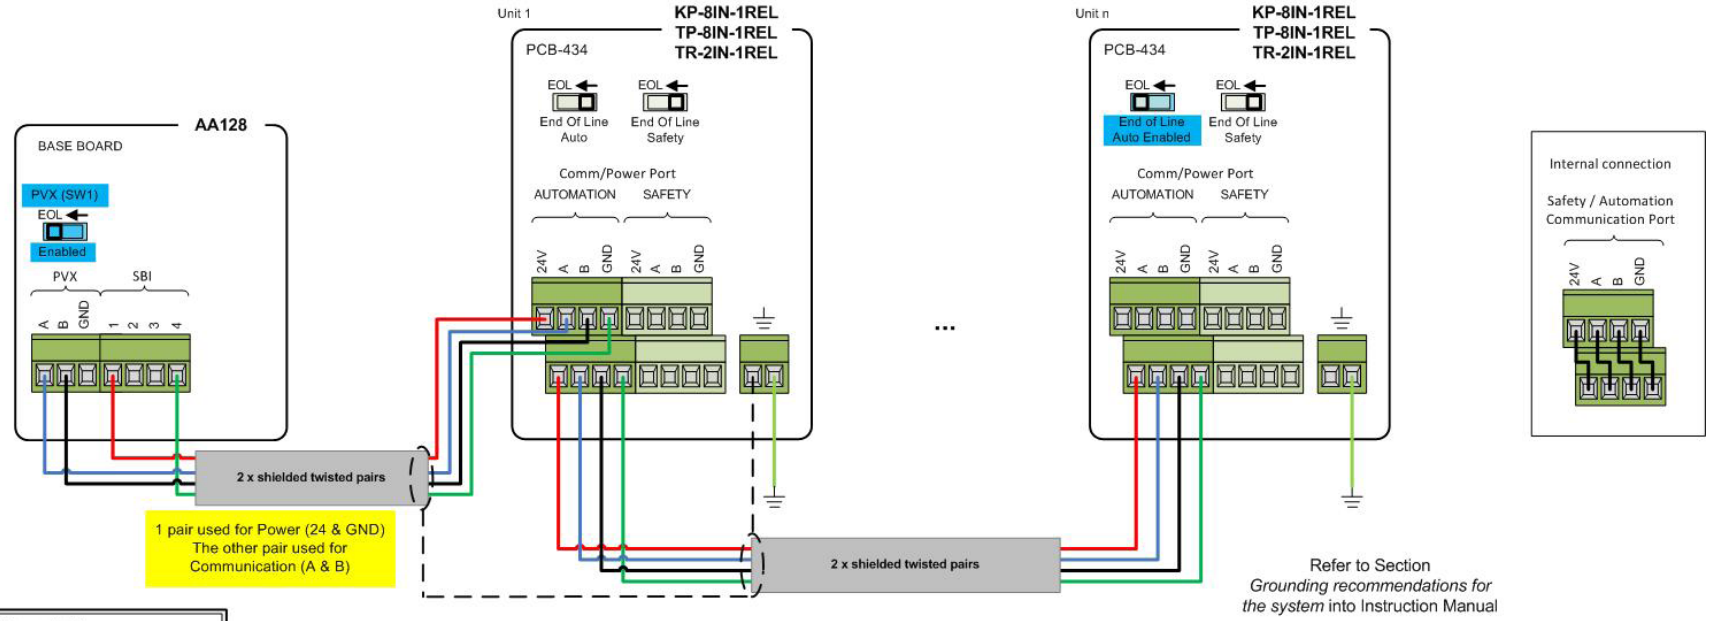 AA128
BASE BOARD
PVX (SW1)
EOL
Enabled
PVX
SBI
A
B
GND
1
2
3
4
2 x shielded twisted pairs
1 pair used for Power (24 & GND)
The other pair used for
Communication (A & B)
Unit 1
KP-8IN-1REL
TP-8IN-1REL
TR-2IN-1REL
PCB-434
EOL
End Of Line
Auto
EOL
End Of Line
Safety
Comm/Power Port
AUTOMATION
SAFETY
24V
A
B
GND
24V
A
B
GND
2 x shielded twisted pairs
...
Unit n
KP-8IN-1REL
TP-8IN-1REL
TR-2IN-1REL
PCB-434
EOL
End of Line
Auto Enabled
EOL
End Of Line
Safety
Comm/Power Port
AUTOMATION
SAFETY
24V
A
B
GND
24V
A
B
GND
Refer to Section
Grounding recommendations for
the system into Instruction Manual
Internal connection
Safety / Automation
Communication Port
24V
A
B
GND